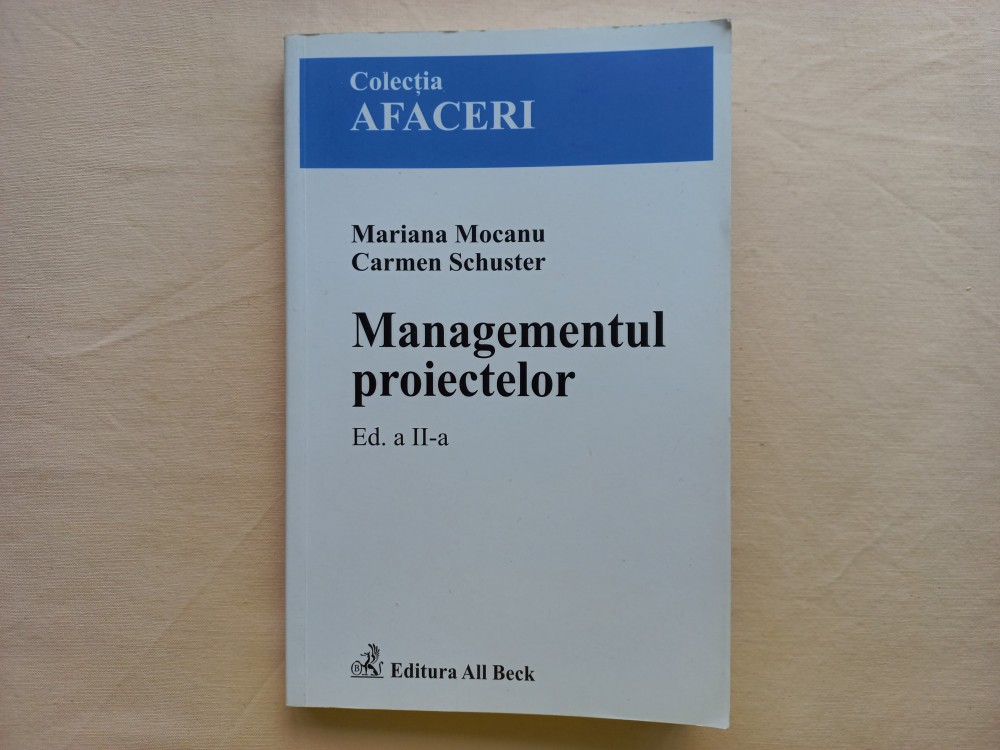 Colecția
AFACERI
Mariana Mocanu
Carmen Schuster
Managementul
proiectelor
Ed. a II-a
Editura All Beck